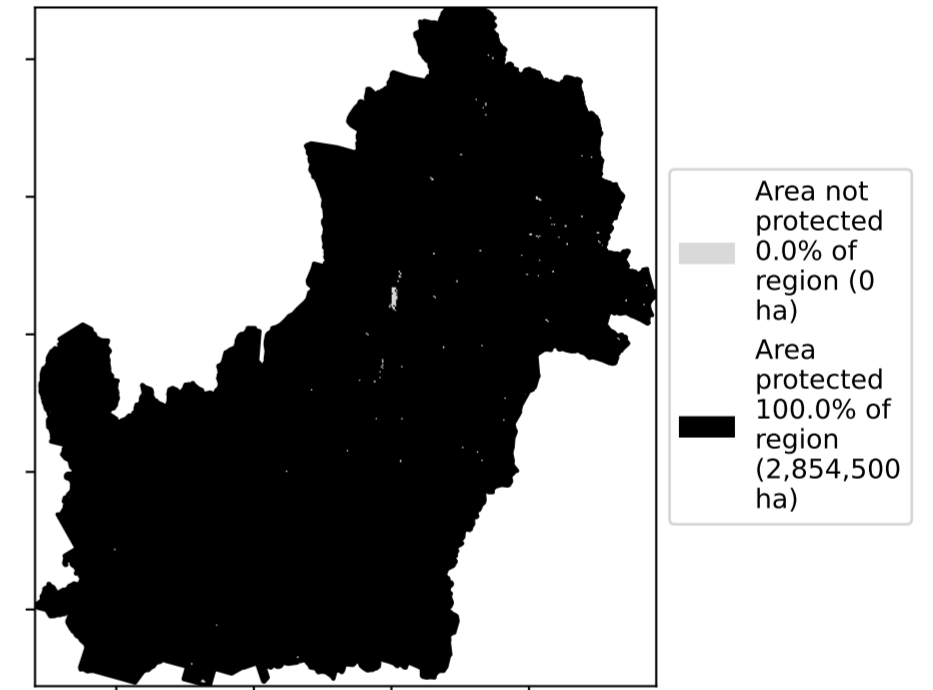 Area not
protected
0.0% of
region (0
ha)
Area
protected
100.0% of
region
(2,854,500
ha)